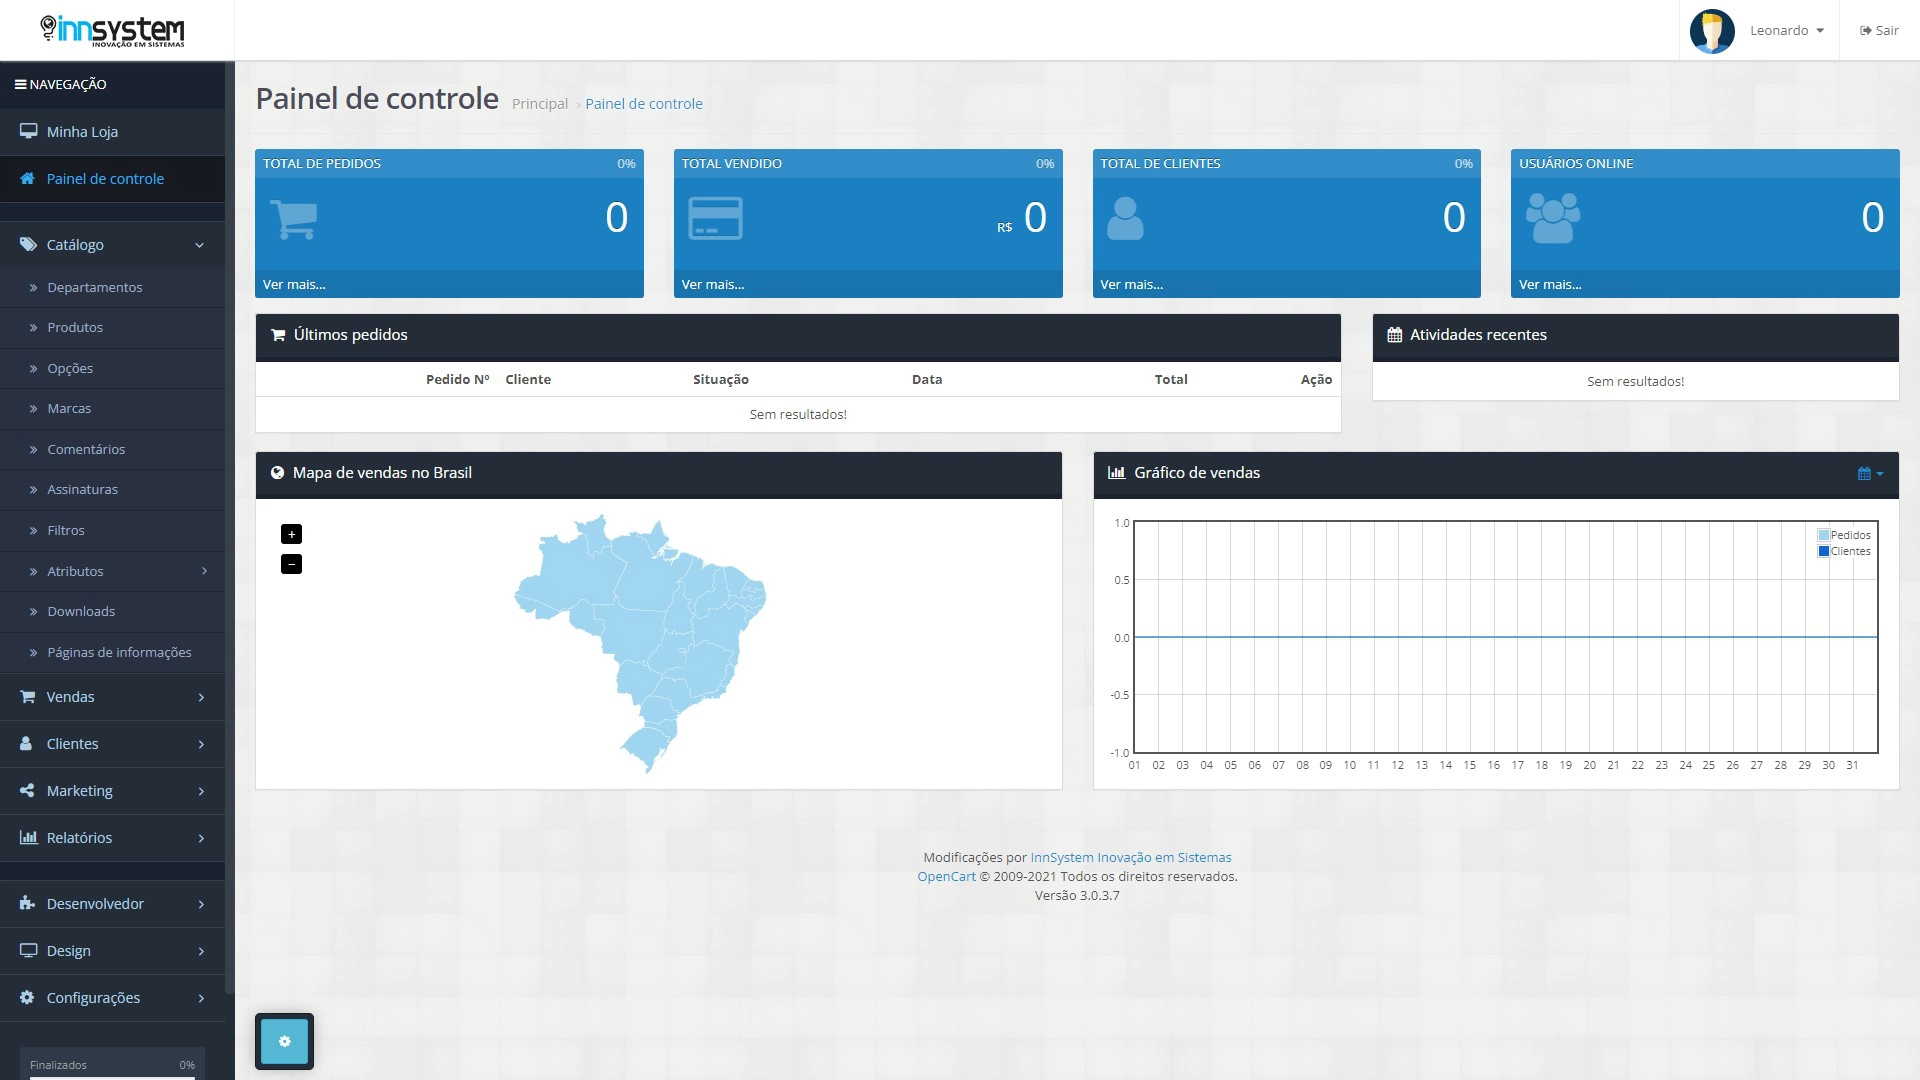 innsystem
INOVAÇÃO EM SISTEMAS
Leonardo
Sair
NAVEGAÇÃO
Minha Loja
Painel de controle
Catálogo
Departamentos
Produtos
Opções
Marcas
Comentários
Assinaturas
Filtros
Atributos
Downloads
Páginas de informações
Vendas
Clientes
Marketing
Relatórios
Desenvolvedor
Design
Configurações
Finalizados 0%
Painel de controle Principal › Painel de controle
TOTAL DE PEDIDOS 0%
0
Ver mais...
TOTAL VENDIDO 0%
R$ 0
Ver mais...
TOTAL DE CLIENTES 0%
0
Ver mais...
USUÁRIOS ONLINE
0
Ver mais...
Últimos pedidos
Pedido Nº Cliente Situação Data Total Ação
Sem resultados!
Atividades recentes
Sem resultados!
Mapa de vendas no Brasil
+
−
Gráfico de vendas
Pedidos
Clientes
1.0
0.5
0.0
-0.5
-1.0
01 02 03 04 05 06 07 08 09 10 11 12 13 14 15 16 17 18 19 20 21 22 23 24 25 26 27 28 29 30 31
Modificações por InnSystem Inovação em Sistemas
OpenCart © 2009-2021 Todos os direitos reservados.
Versão 3.0.3.7